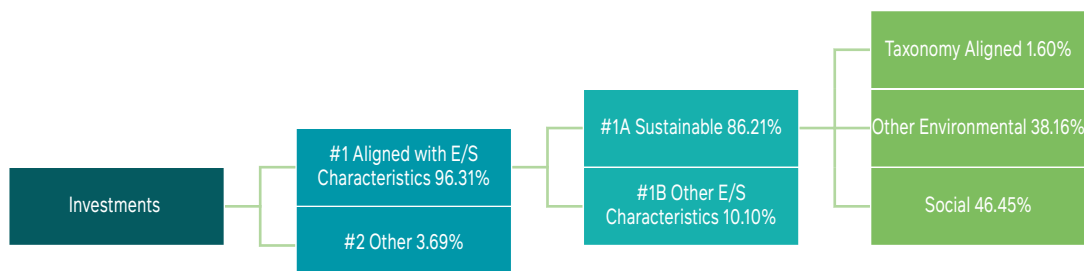 Investments
#1 Aligned with E/S
Characteristics 96.31%
#2 Other 3.69%
#1A Sustainable 86.21%
#1B Other E/S
Characteristics 10.10%
Taxonomy Aligned 1.60%
Other Environmental 38.16%
Social 46.45%